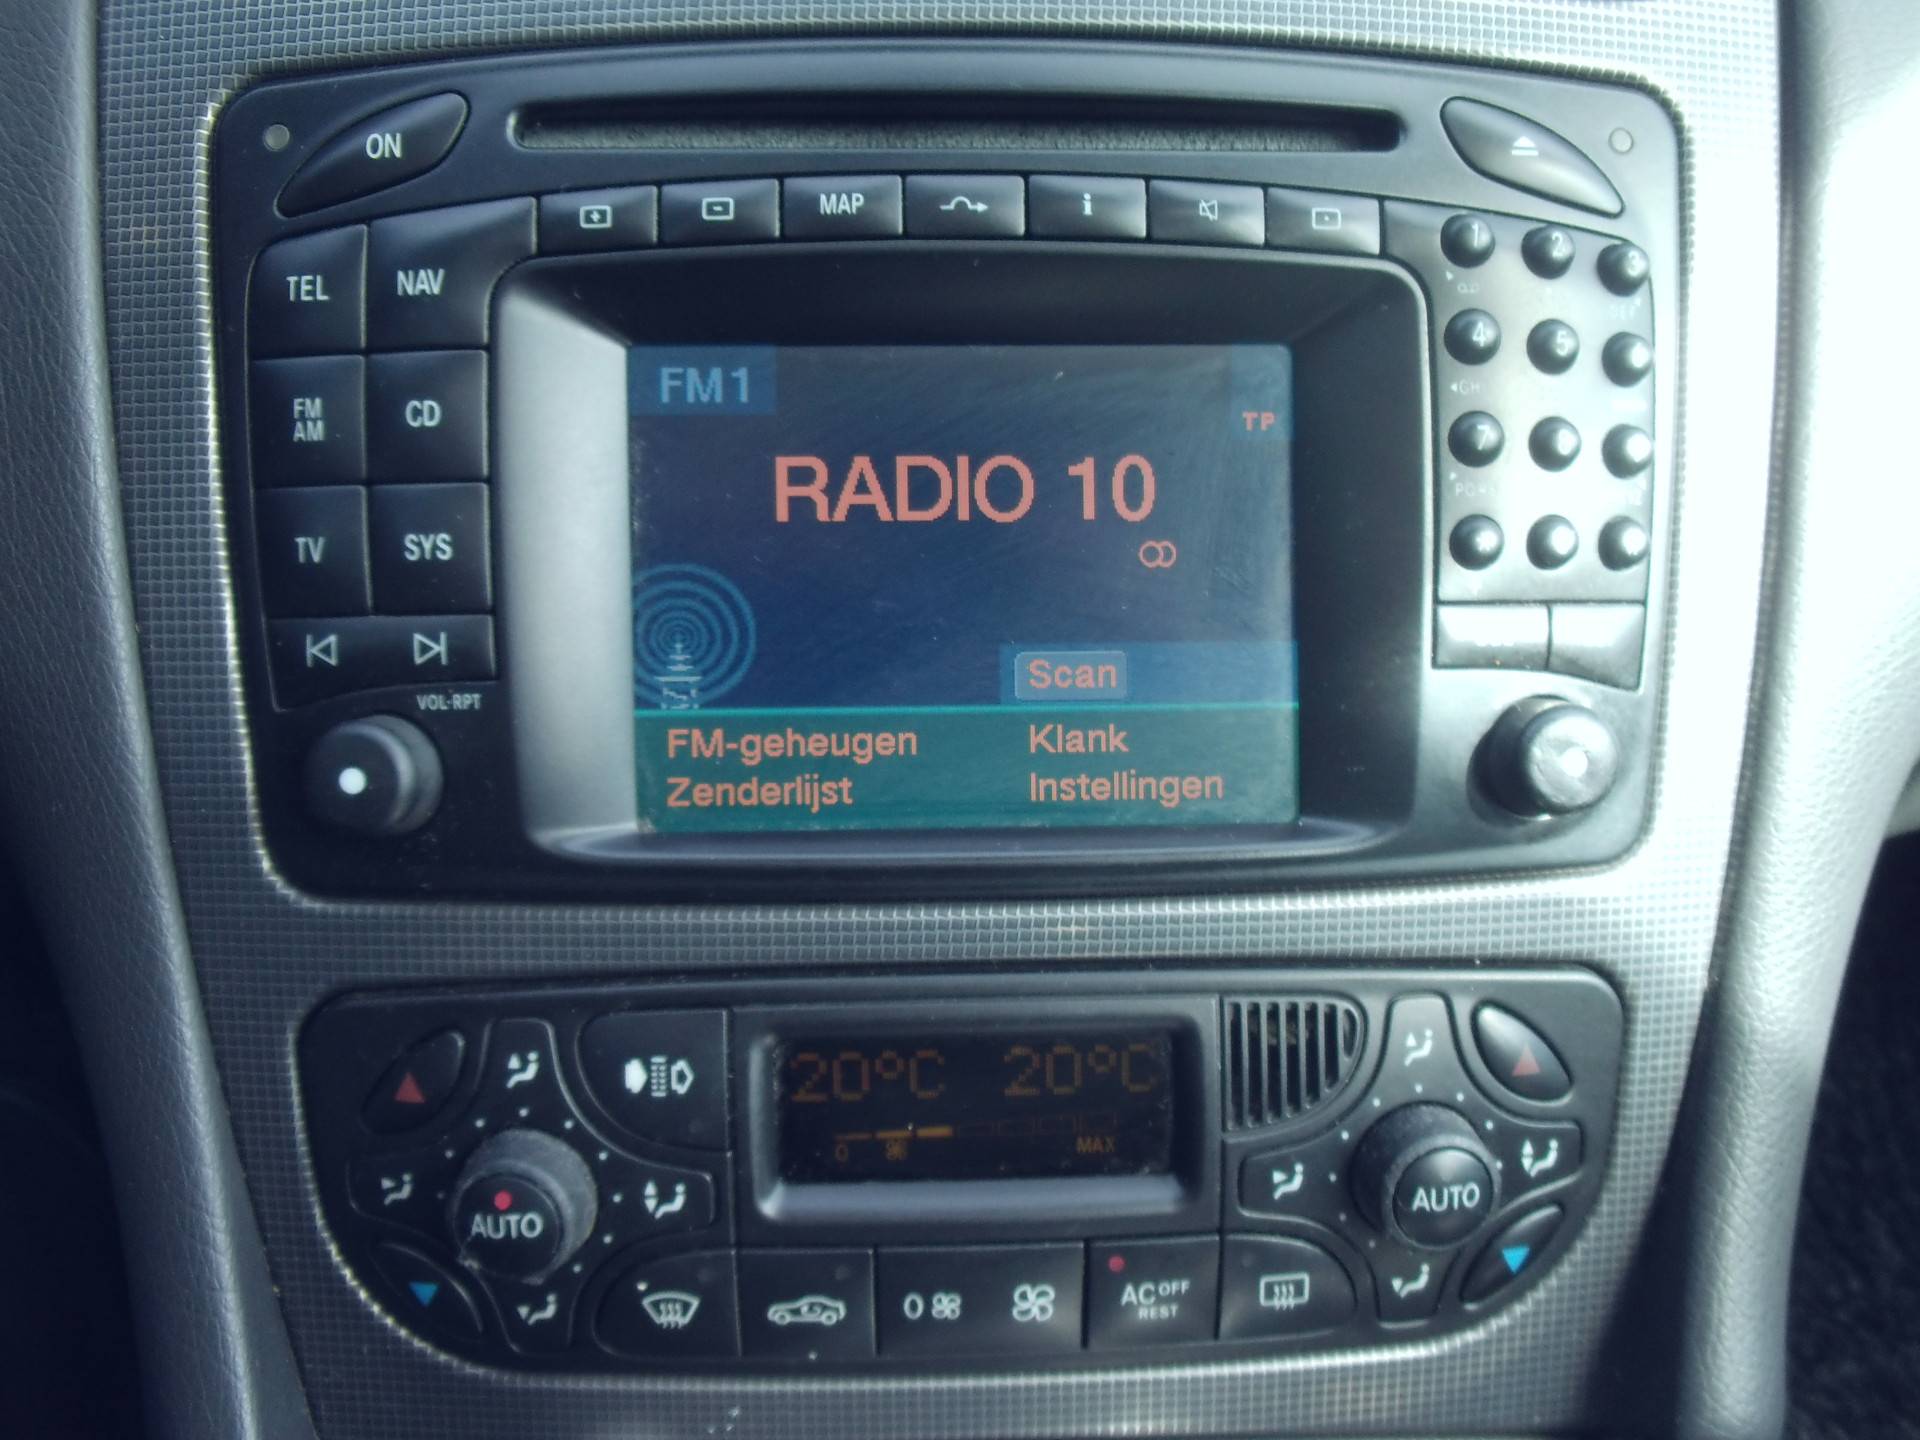 ON
MAP
i
TEL
NAV
1
2
3
FM
AM
CD
4
5
7
TV
SYS
VOL·RPT
FM1
TP
RADIO 10
Scan
FM-geheugen
Klank
Zenderlijst
Instellingen
20°C 20°C
0
MAX
AUTO
AUTO
0
AC OFF
REST